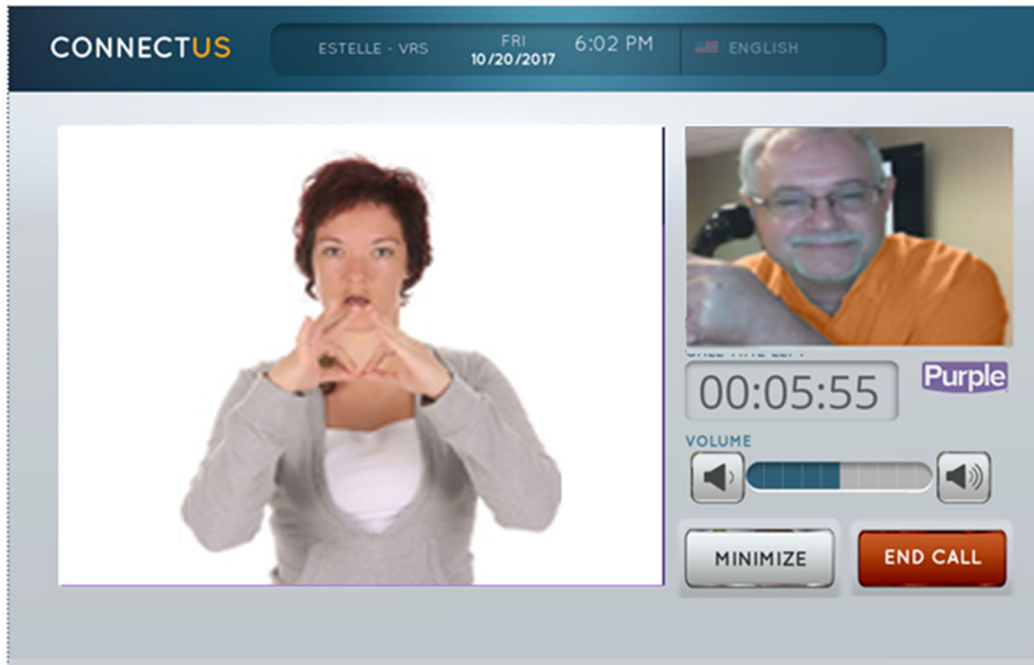 CONNECTUS
ESTELLE - VRS
FRI
10/20/2017
6:02 PM
ENGLISH
00:05:55
Purple
VOLUME
MINIMIZE
END CALL